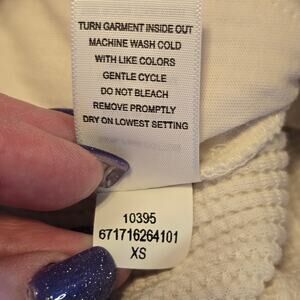 TURN GARMENT INSIDE OUT
MACHINE WASH COLD
WITH LIKE COLORS
GENTLE CYCLE
DO NOT BLEACH
REMOVE PROMPTLY
DRY ON LOWEST SETTING
10395
671716264101
XS